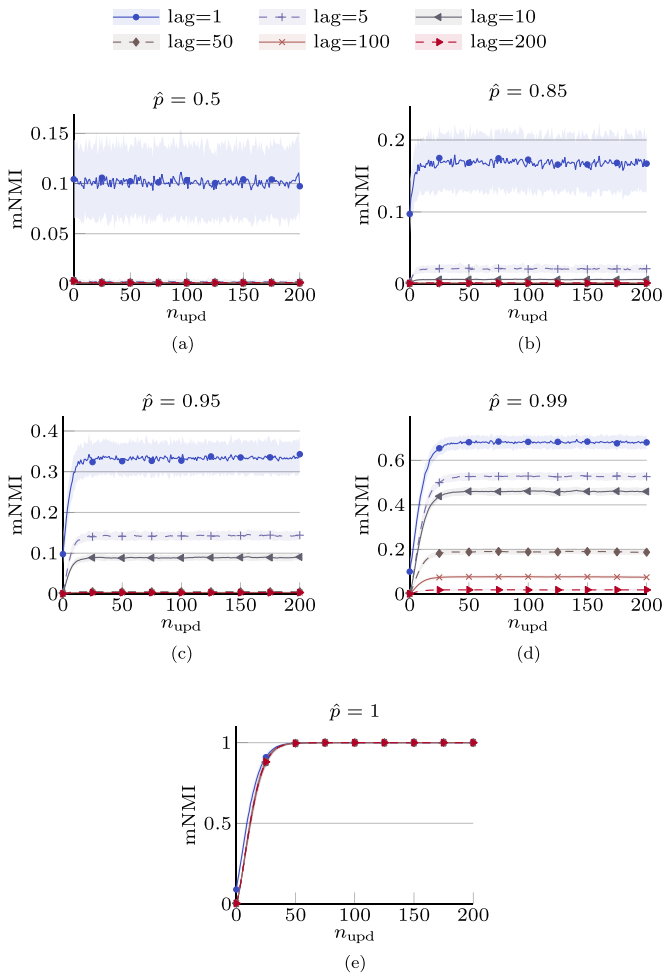 lag=1 lag=5 lag=10
lag=50 lag=100 lag=200
p̂ = 0.5
mNMI
0.15
0.1
0.05
0
0 50 100 150 200
n_upd
(a)
p̂ = 0.85
mNMI
0.2
0.1
0
0 50 100 150 200
n_upd
(b)
p̂ = 0.95
mNMI
0.4
0.3
0.2
0.1
0
0 50 100 150 200
n_upd
(c)
p̂ = 0.99
mNMI
0.6
0.4
0.2
0
0 50 100 150 200
n_upd
(d)
p̂ = 1
mNMI
1
0.5
0
0 50 100 150 200
n_upd
(e)